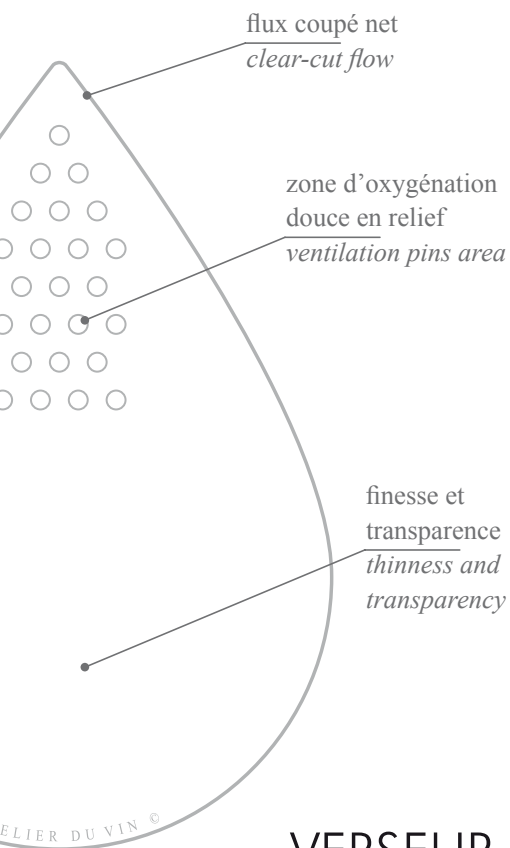 flux coupé net
clear-cut flow
zone d’oxygénation
douce en relief
ventilation pins area
finesse et
transparence
thinness and
transparency
DU VIN ©